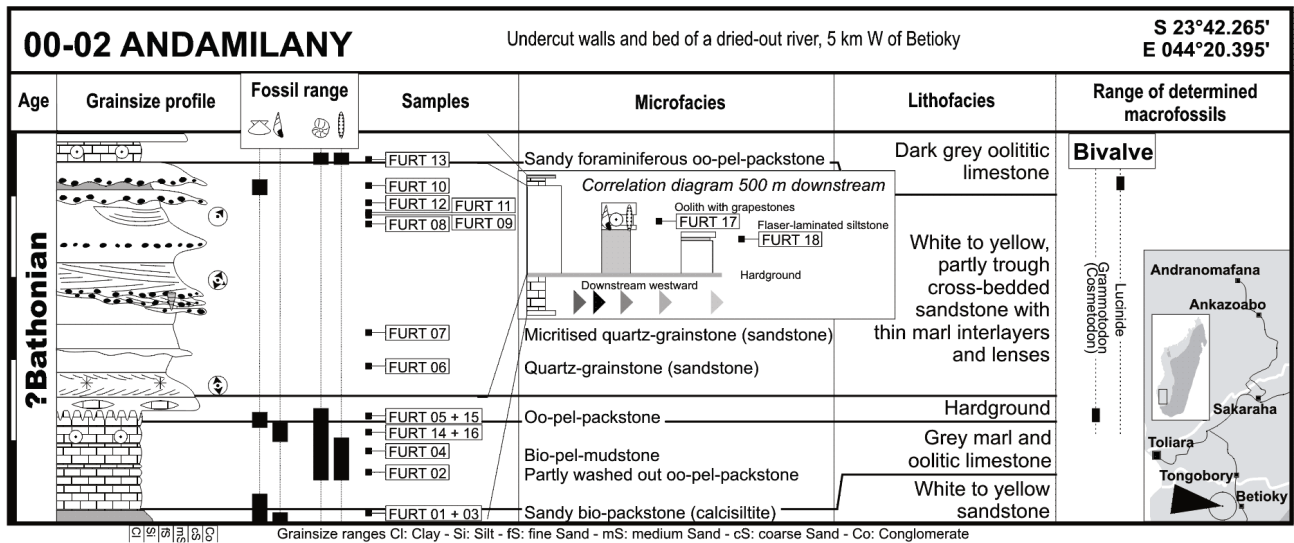 00-02 ANDAMILANY
Undercut walls and bed of a dried-out river, 5 km W of Betioky
S 23°42.265'
E 044°20.395'
Age
Grainsize profile
Fossil range
Samples
Microfacies
Lithofacies
Range of determined
macrofossils
?Bathonian
FURT 13
FURT 10
FURT 12
FURT 11
FURT 08
FURT 09
FURT 07
FURT 06
FURT 05 + 15
FURT 14 + 16
FURT 04
FURT 02
FURT 01 + 03
Sandy foraminiferous oo-pel-packstone
Correlation diagram 500 m downstream
Oolith with grapestones
FURT 17
Flaser-laminated siltstone
FURT 18
Hardground
Downstream westward
Micritised quartz-grainstone (sandstone)
Quartz-grainstone (sandstone)
Oo-pel-packstone
Bio-pel-mudstone
Partly washed out oo-pel-packstone
Sandy bio-packstone (calcisiltite)
Dark grey oolititic
limestone
White to yellow,
partly trough
cross-bedded
sandstone with
thin marl interlayers
and lenses
Hardground
Grey marl and
oolitic limestone
White to yellow
sandstone
Bivalve
Grammotodon
(Cosmetodon)
Lucinide
Andranomafana
Ankazoabo
Sakaraha
Toliara
Tongobory
Betioky
Cl
Si
fS
mS
cS
Co
Grainsize ranges Cl: Clay - Si: Silt - fS: fine Sand - mS: medium Sand - cS: coarse Sand - Co: Conglomerate